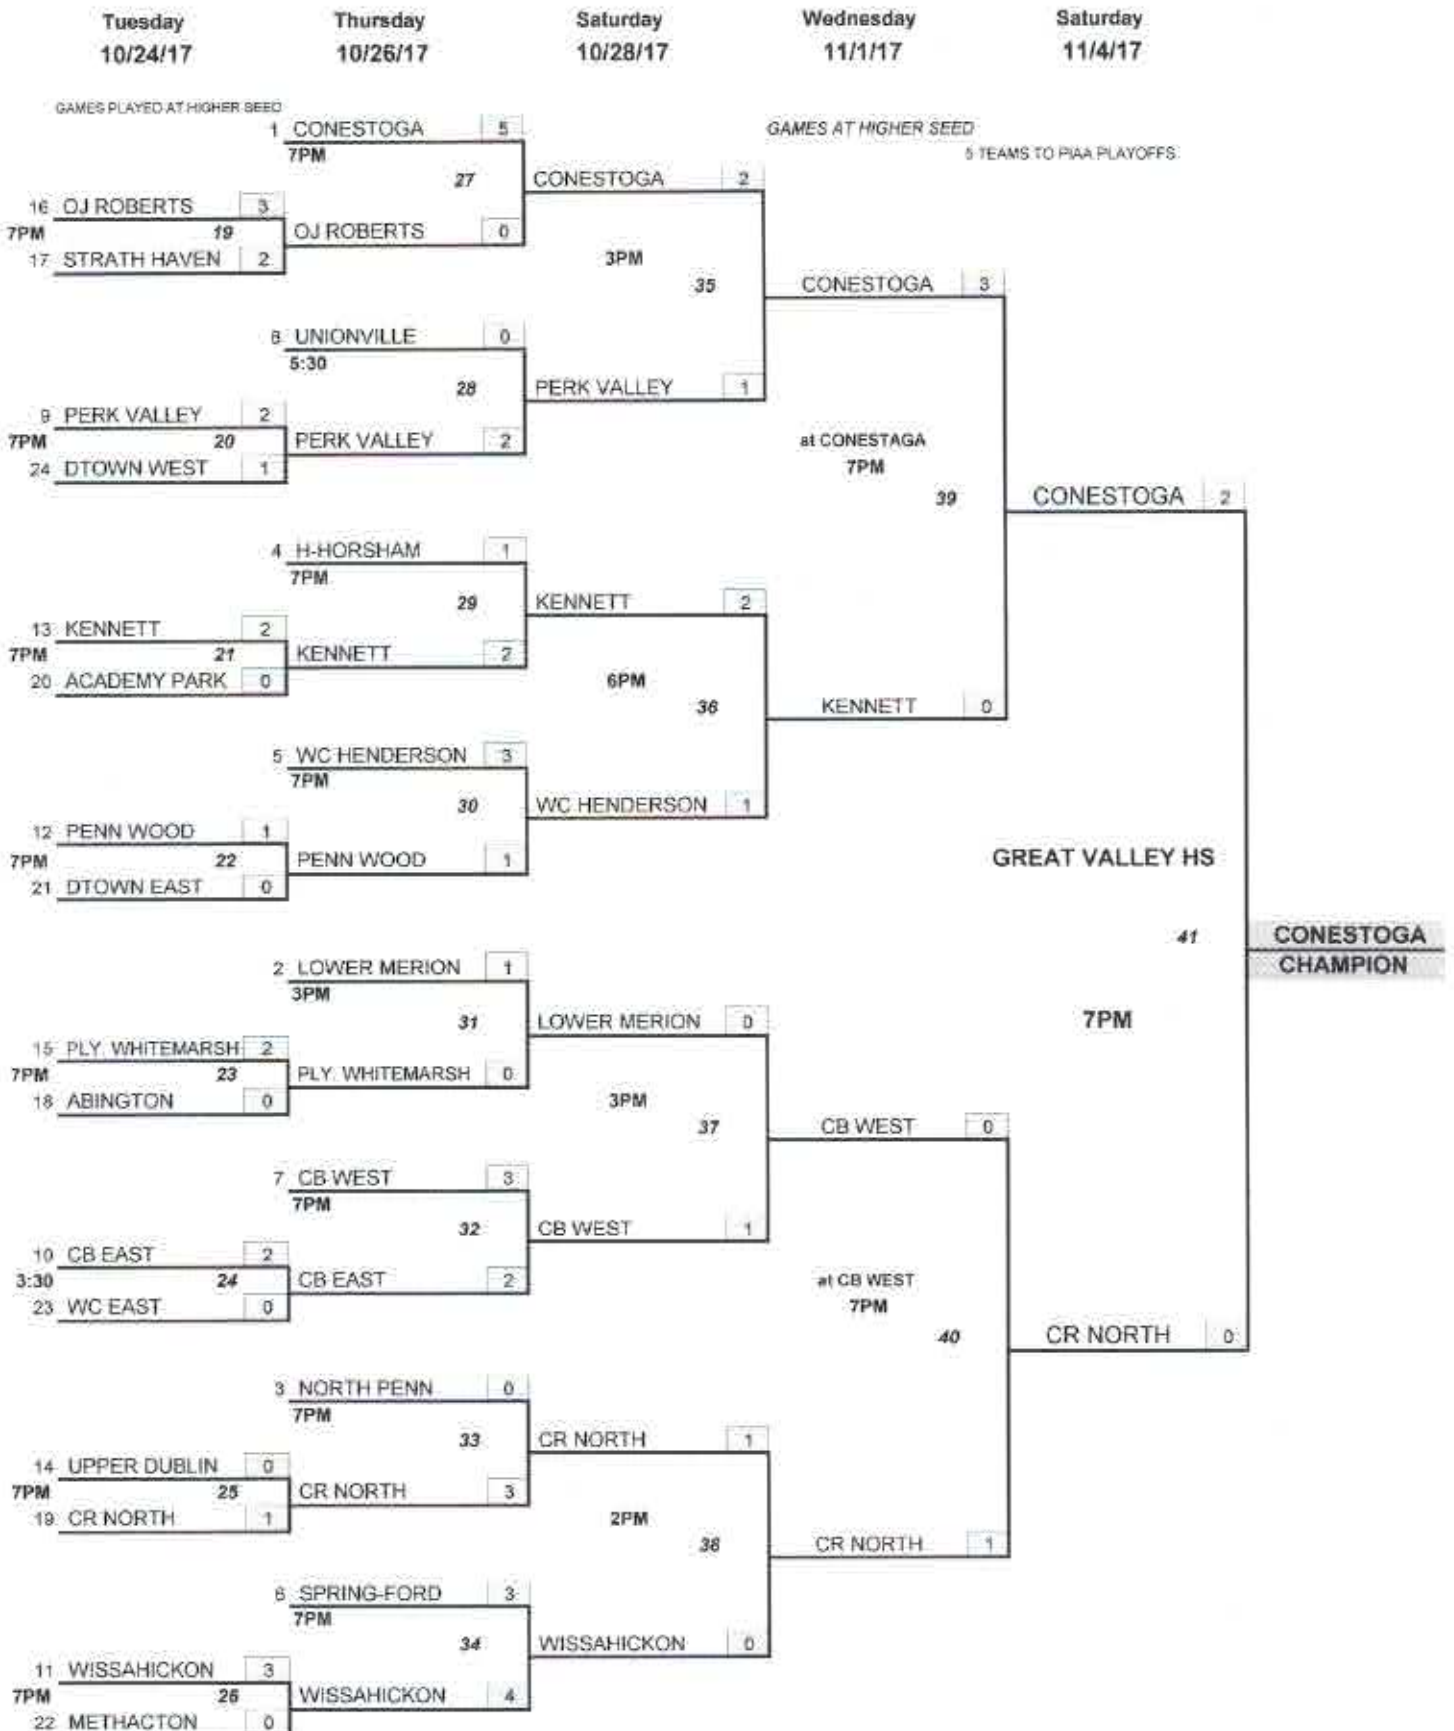 Tuesday Thursday Saturday Wednesday Saturday
10/24/17 10/26/17 10/28/17 11/1/17 11/4/17
GAMES PLAYED AT HIGHER SEED
1 CONESTOGA 5
GAMES AT HIGHER SEED
7PM
5 TEAMS TO PIAA PLAYOFFS
27 CONESTOGA 2
16 OJ ROBERTS 3
7PM 19 OJ ROBERTS 0
17 STRATH HAVEN 2
3PM
35 CONESTOGA 3
8 UNIONVILLE 0
5:30
28 PERK VALLEY 1
9 PERK VALLEY 2
7PM 20 PERK VALLEY 2
at CONESTAGA
24 DTOWN WEST 1
7PM
39 CONESTOGA 2
4 H-HORSHAM 1
7PM
29 KENNETT 2
13 KENNETT 2
7PM 21 KENNETT 2
20 ACADEMY PARK 0
6PM
36 KENNETT 0
5 WC HENDERSON 3
7PM
30 WC HENDERSON 1
12 PENN WOOD 1
7PM 22 PENN WOOD 1
GREAT VALLEY HS
21 DTOWN EAST 0
41 CONESTOGA
CHAMPION
2 LOWER MERION 1
3PM
31 LOWER MERION 0
7PM
15 PLY. WHITEMARSH 2
7PM 23 PLY. WHITEMARSH 0
18 ABINGTON 0
3PM
37 CB WEST 0
7 CB WEST 3
7PM
32 CB WEST 1
10 CB EAST 2
3:30 24 CB EAST 2
at CB WEST
23 WC EAST 0
7PM
40 CR NORTH 0
3 NORTH PENN 0
7PM
33 CR NORTH 1
14 UPPER DUBLIN 0
7PM 25 CR NORTH 3
19 CR NORTH 1
2PM
38 CR NORTH 1
6 SPRING-FORD 3
7PM
34 WISSAHICKON 0
11 WISSAHICKON 3
7PM 26 WISSAHICKON 4
22 METHACTON 0